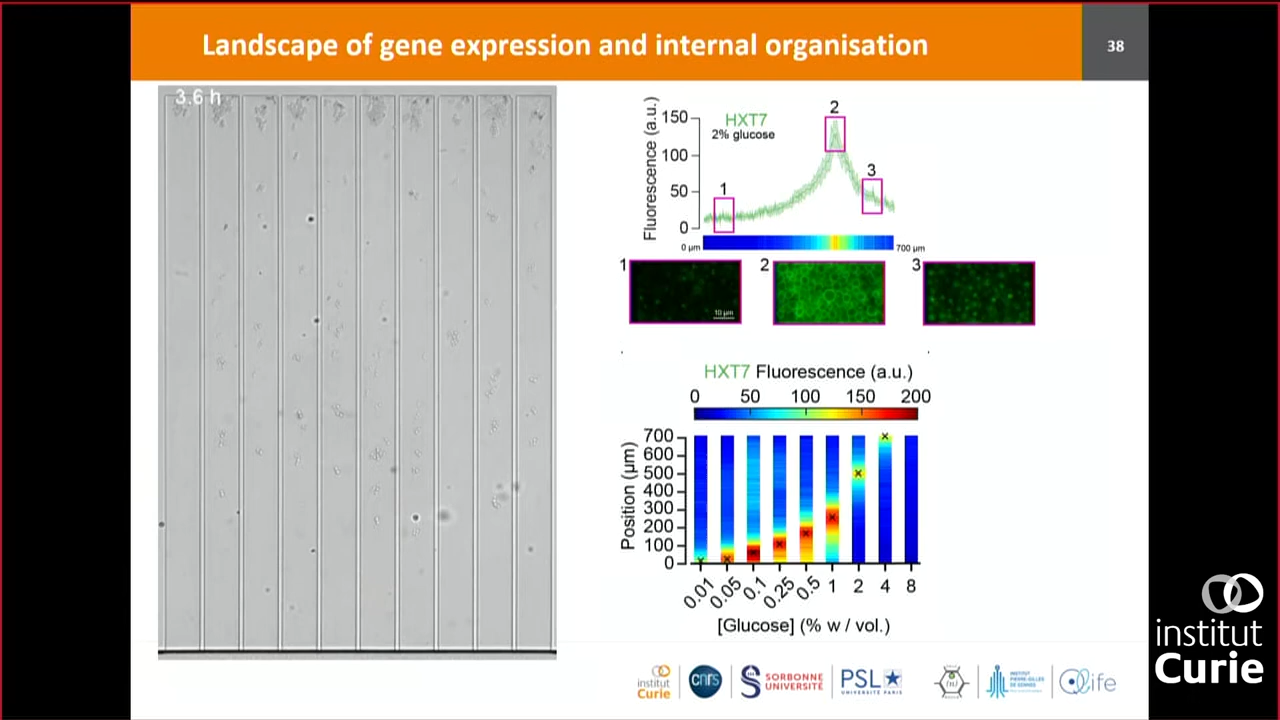 Landscape of gene expression and internal organisation
38
3.6 h
Fluorescence (a.u.)
150
100
50
0
HXT7
2% glucose
1
2
3
0 µm
700 µm
1
10 µm
2
3
HXT7 Fluorescence (a.u.)
0 50 100 150 200
Position (µm)
700
600
500
400
300
200
100
0
0.01 0.05 0.1 0.25 0.5 1 2 4 8
[Glucose] (% w / vol.)
institut
Curie
cnrs
SORBONNE
UNIVERSITÉ
PSL
UNIVERSITÉ PARIS
INSTITUT
PIERRE-GILLES
DE GENNES
life
institut
Curie